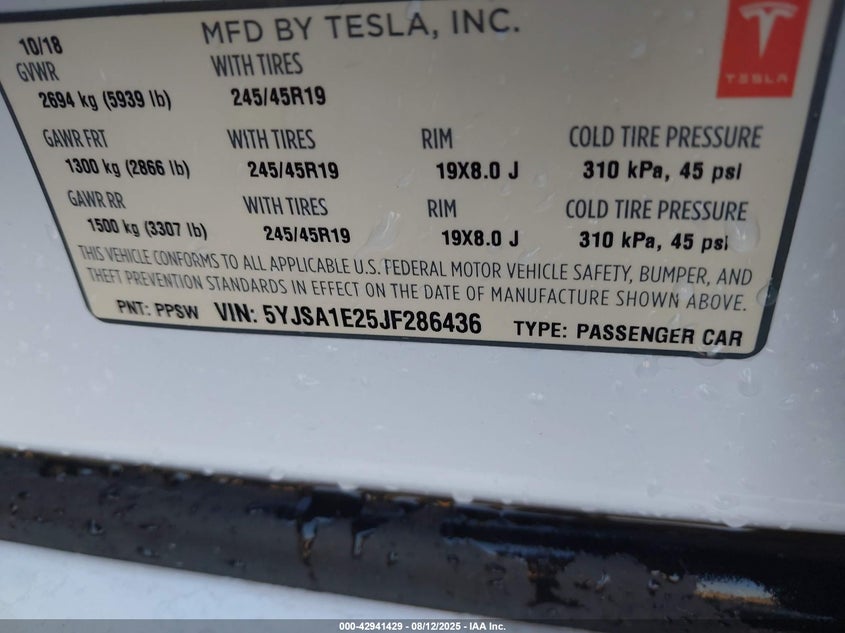 10/18 MFD BY TESLA, INC.
GVWR WITH TIRES
2694 kg (5939 lb) 245/45R19
TESLA
GAWR FRT WITH TIRES RIM COLD TIRE PRESSURE
1300 kg (2866 lb) 245/45R19 19X8.0 J 310 kPa, 45 psi
GAWR RR WITH TIRES RIM COLD TIRE PRESSURE
1500 kg (3307 lb) 245/45R19 19X8.0 J 310 kPa, 45 psi
THIS VEHICLE CONFORMS TO ALL APPLICABLE U.S. FEDERAL MOTOR VEHICLE SAFETY, BUMPER, AND
THEFT PREVENTION STANDARDS IN EFFECT ON THE DATE OF MANUFACTURE SHOWN ABOVE.
PNT: PPSW VIN: 5YJSA1E25JF286436 TYPE: PASSENGER CAR
000-42941429 - 08/12/2025 - IAA Inc.